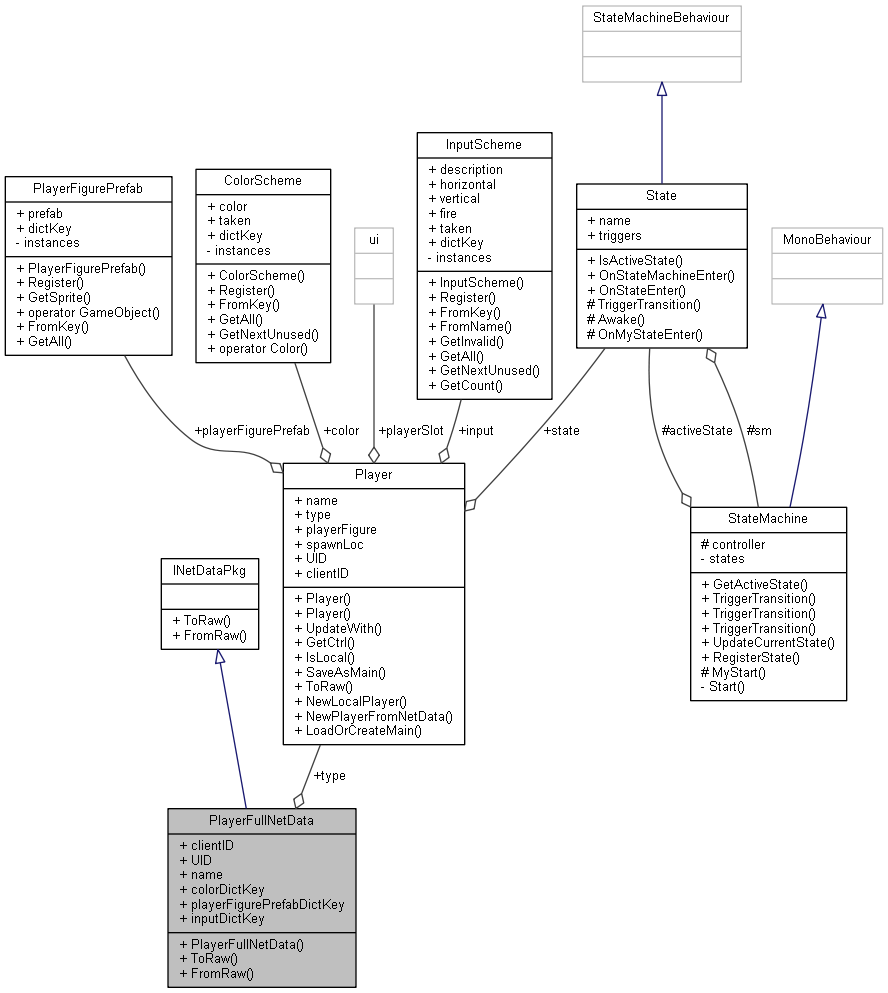 StateMachineBehaviour
InputScheme
+ description
+ horizontal
+ vertical
+ fire
+ taken
+ dictKey
- instances
+ InputScheme()
+ Register()
+ FromKey()
+ FromName()
+ GetInvalid()
+ GetAll()
+ GetNextUnused()
+ GetCount()
ColorScheme
+ color
+ taken
+ dictKey
- instances
+ ColorScheme()
+ Register()
+ FromKey()
+ GetAll()
+ GetNextUnused()
+ operator Color()
PlayerFigurePrefab
+ prefab
+ dictKey
- instances
+ PlayerFigurePrefab()
+ Register()
+ GetSprite()
+ operator GameObject()
+ FromKey()
+ GetAll()
State
+ name
+ triggers
+ IsActiveState()
+ OnStateMachineEnter()
+ OnStateEnter()
# TriggerTransition()
# Awake()
# OnMyStateEnter()
ui
MonoBehaviour
+playerFigurePrefab
+color
+playerSlot
+input
+state
#activeState
#sm
Player
+ name
+ type
+ playerFigure
+ spawnLoc
+ UID
+ clientID
+ Player()
+ Player()
+ UpdateWith()
+ GetCtrl()
+ IsLocal()
+ SaveAsMain()
+ ToRaw()
+ NewLocalPlayer()
+ NewPlayerFromNetData()
+ LoadOrCreateMain()
StateMachine
# controller
- states
+ GetActiveState()
+ TriggerTransition()
+ TriggerTransition()
+ TriggerTransition()
+ UpdateCurrentState()
+ RegisterState()
# MyStart()
- Start()
INetDataPkg
+ ToRaw()
+ FromRaw()
+type
PlayerFullNetData
+ clientID
+ UID
+ name
+ colorDictKey
+ playerFigurePrefabDictKey
+ inputDictKey
+ PlayerFullNetData()
+ ToRaw()
+ FromRaw()